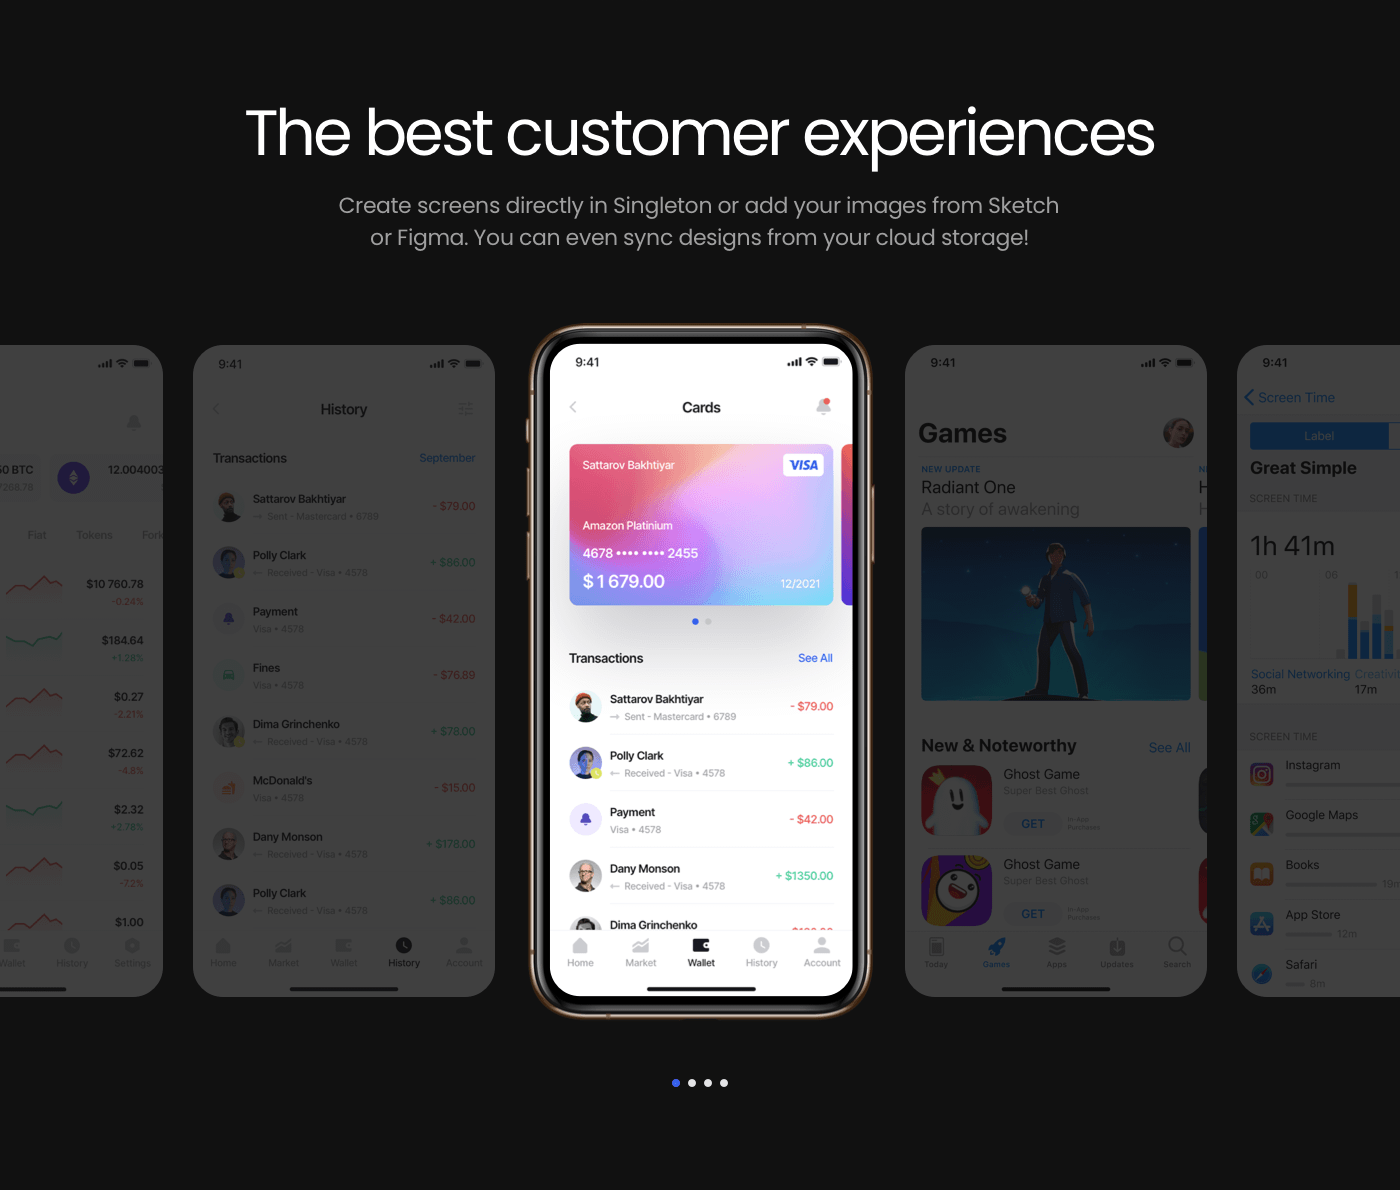 The best customer experiences
Create screens directly in Singleton or add your images from Sketch
or Figma. You can even sync designs from your cloud storage!
50 BTC
7266.78
12.004003
Fiat
Tokens
Fork
$10 760.78
-0.24%
$184.64
+1.28%
$0.27
-2.21%
$72.62
-4.8%
$2.32
+2.78%
$0.05
-7.2%
$1.00
Wallet
History
Settings
9:41
History
Transactions
September
Sattarov Bakhtiyar
→ Sent - Mastercard • 6789
- $79.00
Polly Clark
← Received - Visa • 4578
+ $86.00
Payment
Visa • 4578
- $42.00
Fines
Visa • 4578
- $76.89
Dima Grinchenko
← Received - Visa • 4578
+ $78.00
McDonald's
Visa • 4578
- $15.00
Dany Monson
← Received - Visa • 4578
+ $178.00
Polly Clark
← Received - Visa • 4578
+ $86.00
Home
Market
Wallet
History
Account
9:41
Cards
Sattarov Bakhtiyar
VISA
Amazon Platinium
4678 •••• •••• 2455
$ 1 679.00
12/2021
Transactions
See All
Sattarov Bakhtiyar
→ Sent - Mastercard • 6789
- $79.00
Polly Clark
← Received - Visa • 4578
+ $86.00
Payment
Visa • 4578
- $42.00
Dany Monson
← Received - Visa • 4578
+ $1350.00
Dima Grinchenko
Home
Market
Wallet
History
Account
9:41
Games
NEW UPDATE
Radiant One
A story of awakening
N
H
H
New & Noteworthy
See All
Ghost Game
Super Best Ghost
GET
In-App
Purchases
Ghost Game
Super Best Ghost
GET
In-App
Purchases
Today
Games
Apps
Updates
Search
9:41
Screen Time
Label
Great Simple
SCREEN TIME
1h 41m
00
06
1
Social Networking
36m
Creativit
17m
SCREEN TIME
Instagram
Google Maps
Books
19m
App Store
12m
Safari
8m